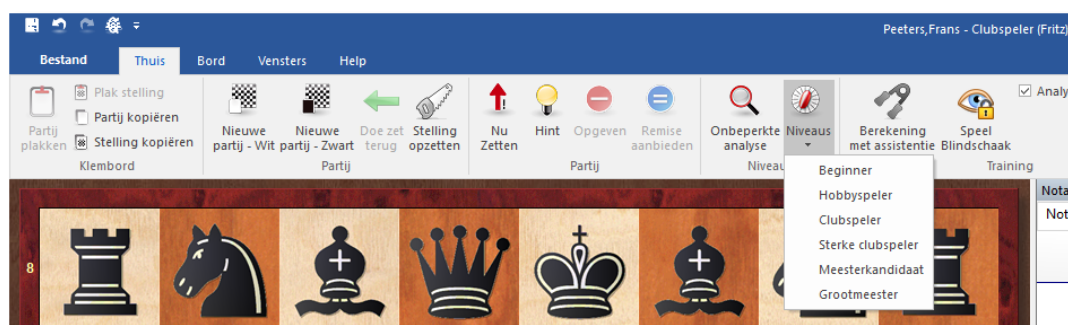 Peeters,Frans - Clubspeler (Fritz)
Bestand Thuis Bord Vensters Help
Partij plakken
Plak stelling
Partij kopiëren
Stelling kopiëren
Klembord
Nieuwe partij - Wit
Nieuwe partij - Zwart
Doe zet terug
Stelling opzetten
Partij
Nu Zetten
Hint
Opgeven
Remise aanbieden
Partij
Onbeperkte analyse
Niveaus
Niveau
Berekening met assistentie
Speel Blindschaak
Analy
Training
Beginner
Hobbyspeler
Clubspeler
Sterke clubspeler
Meesterkandidaat
Grootmeester
Nota
Not
8